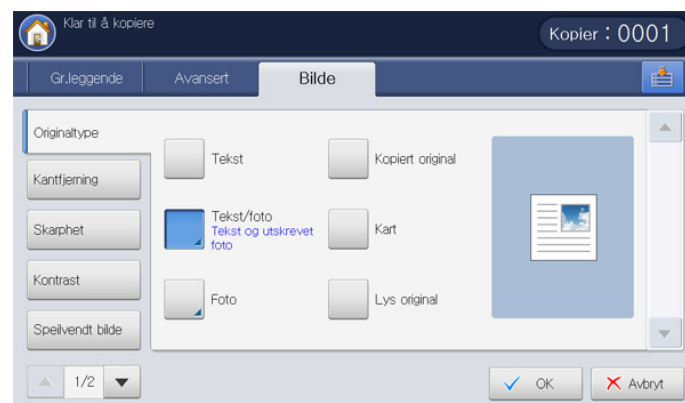 Klar til å kopiere
Kopier : 0001
Gr.leggende
Avansert
Bilde
Originaltype
Kantfjerning
Skarphet
Kontrast
Speilvendt bilde
1/2
Tekst
Kopiert original
Tekst/foto
Tekst og utskrevet
foto
Kart
Foto
Lys original
OK
Avbryt